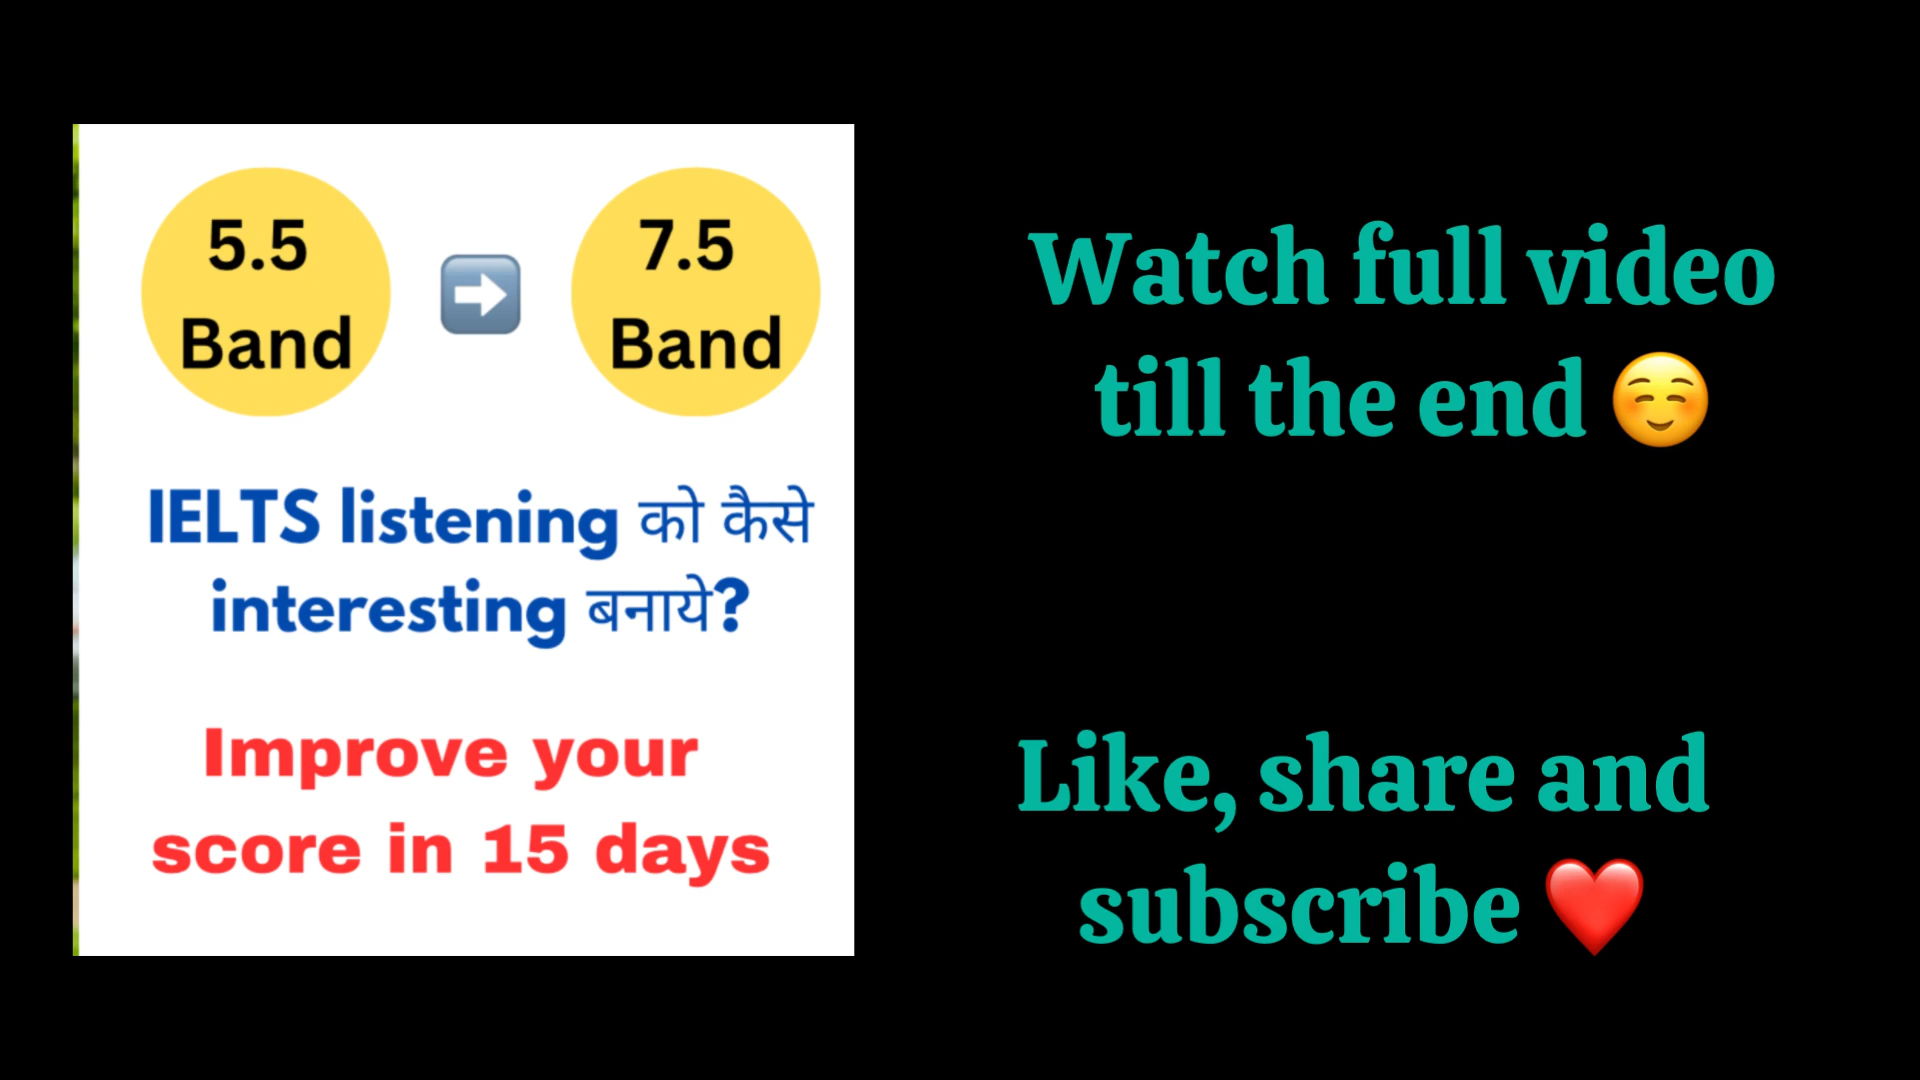 5.5
Band
➡️
7.5
Band
IELTS listening को कैसे
interesting बनाये?
Improve your
score in 15 days
Watch full video
till the end ☺️
Like, share and
subscribe ❤️